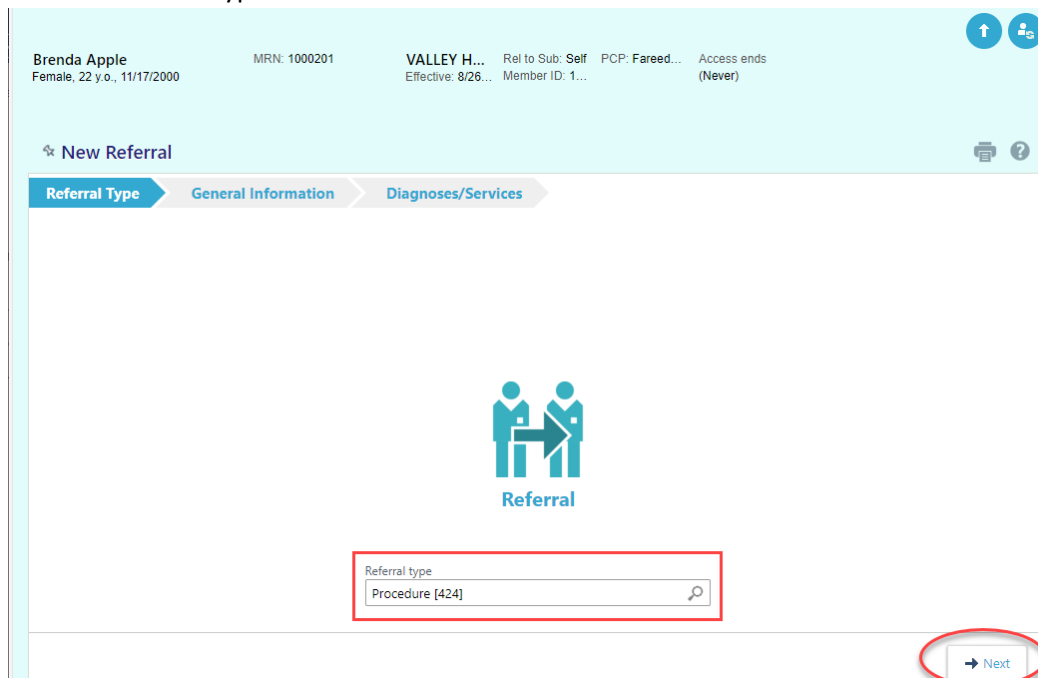 Brenda Apple MRN: 1000201 VALLEY H... Rel to Sub: Self PCP: Fareed... Access ends
Female, 22 y.o., 11/17/2000 Effective: 8/26... Member ID: 1... (Never)
New Referral
Referral Type General Information Diagnoses/Services
Referral
Referral type
Procedure [424]
Next